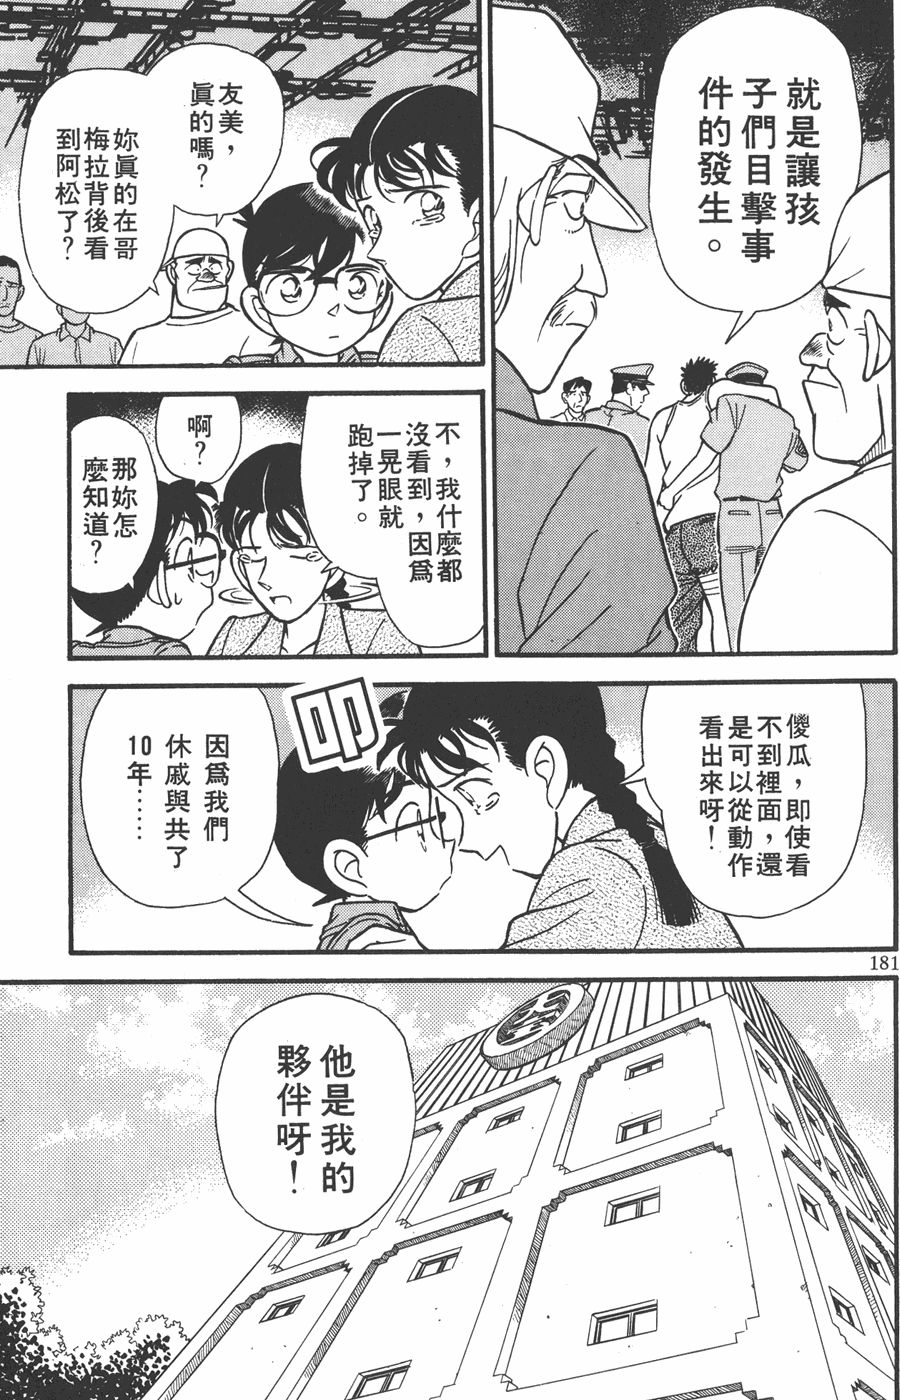 就是讓孩
子們目擊事
件的發生。
友美，
眞的嗎？
妳眞的在哥
梅拉背後看
到阿松了？
不，我什麼都
沒看到，因爲
一晃眼就
跑掉了。
啊？
那妳怎
麼知道？
傻瓜，即使看
不到裡面，還
是可以從動作
看出來呀！
叩
因爲我們
休戚與共了
10年……
181
他是我的
夥伴呀！